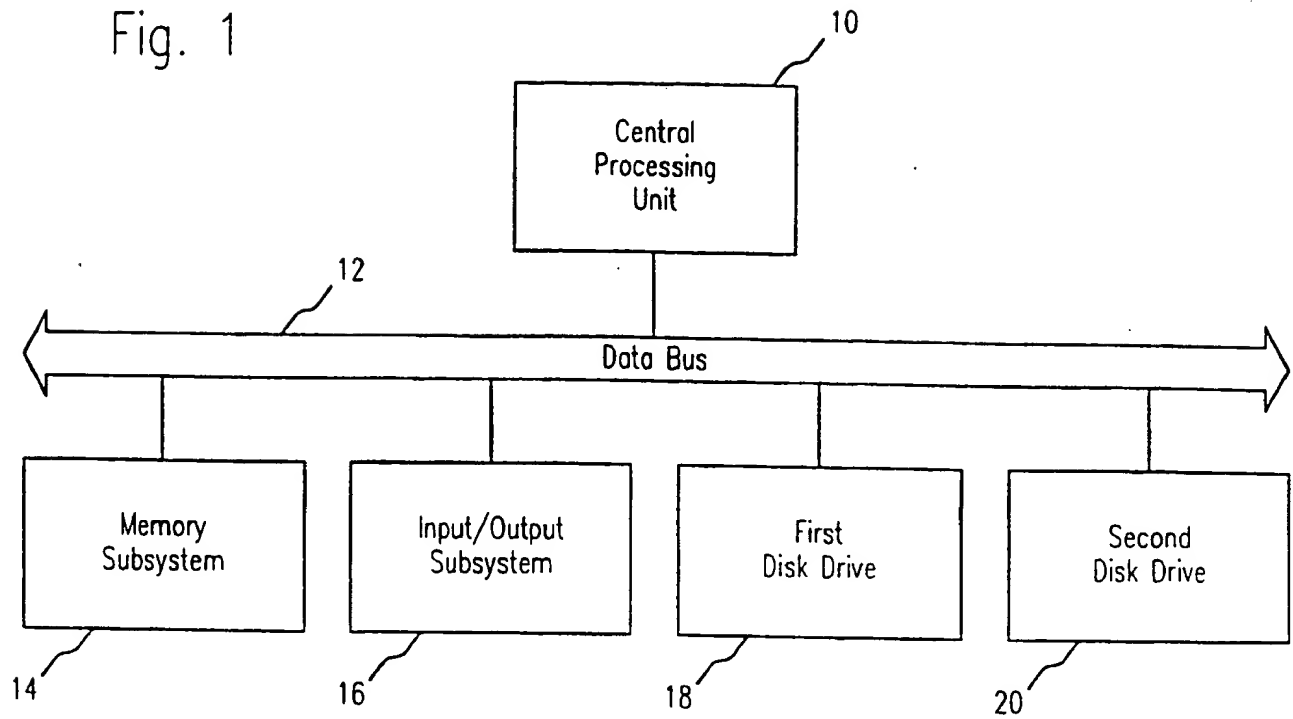 Fig. 1
10
Central
Processing
Unit
12
Data Bus
Memory
Subsystem
Input/Output
Subsystem
First
Disk Drive
Second
Disk Drive
14
16
18
20